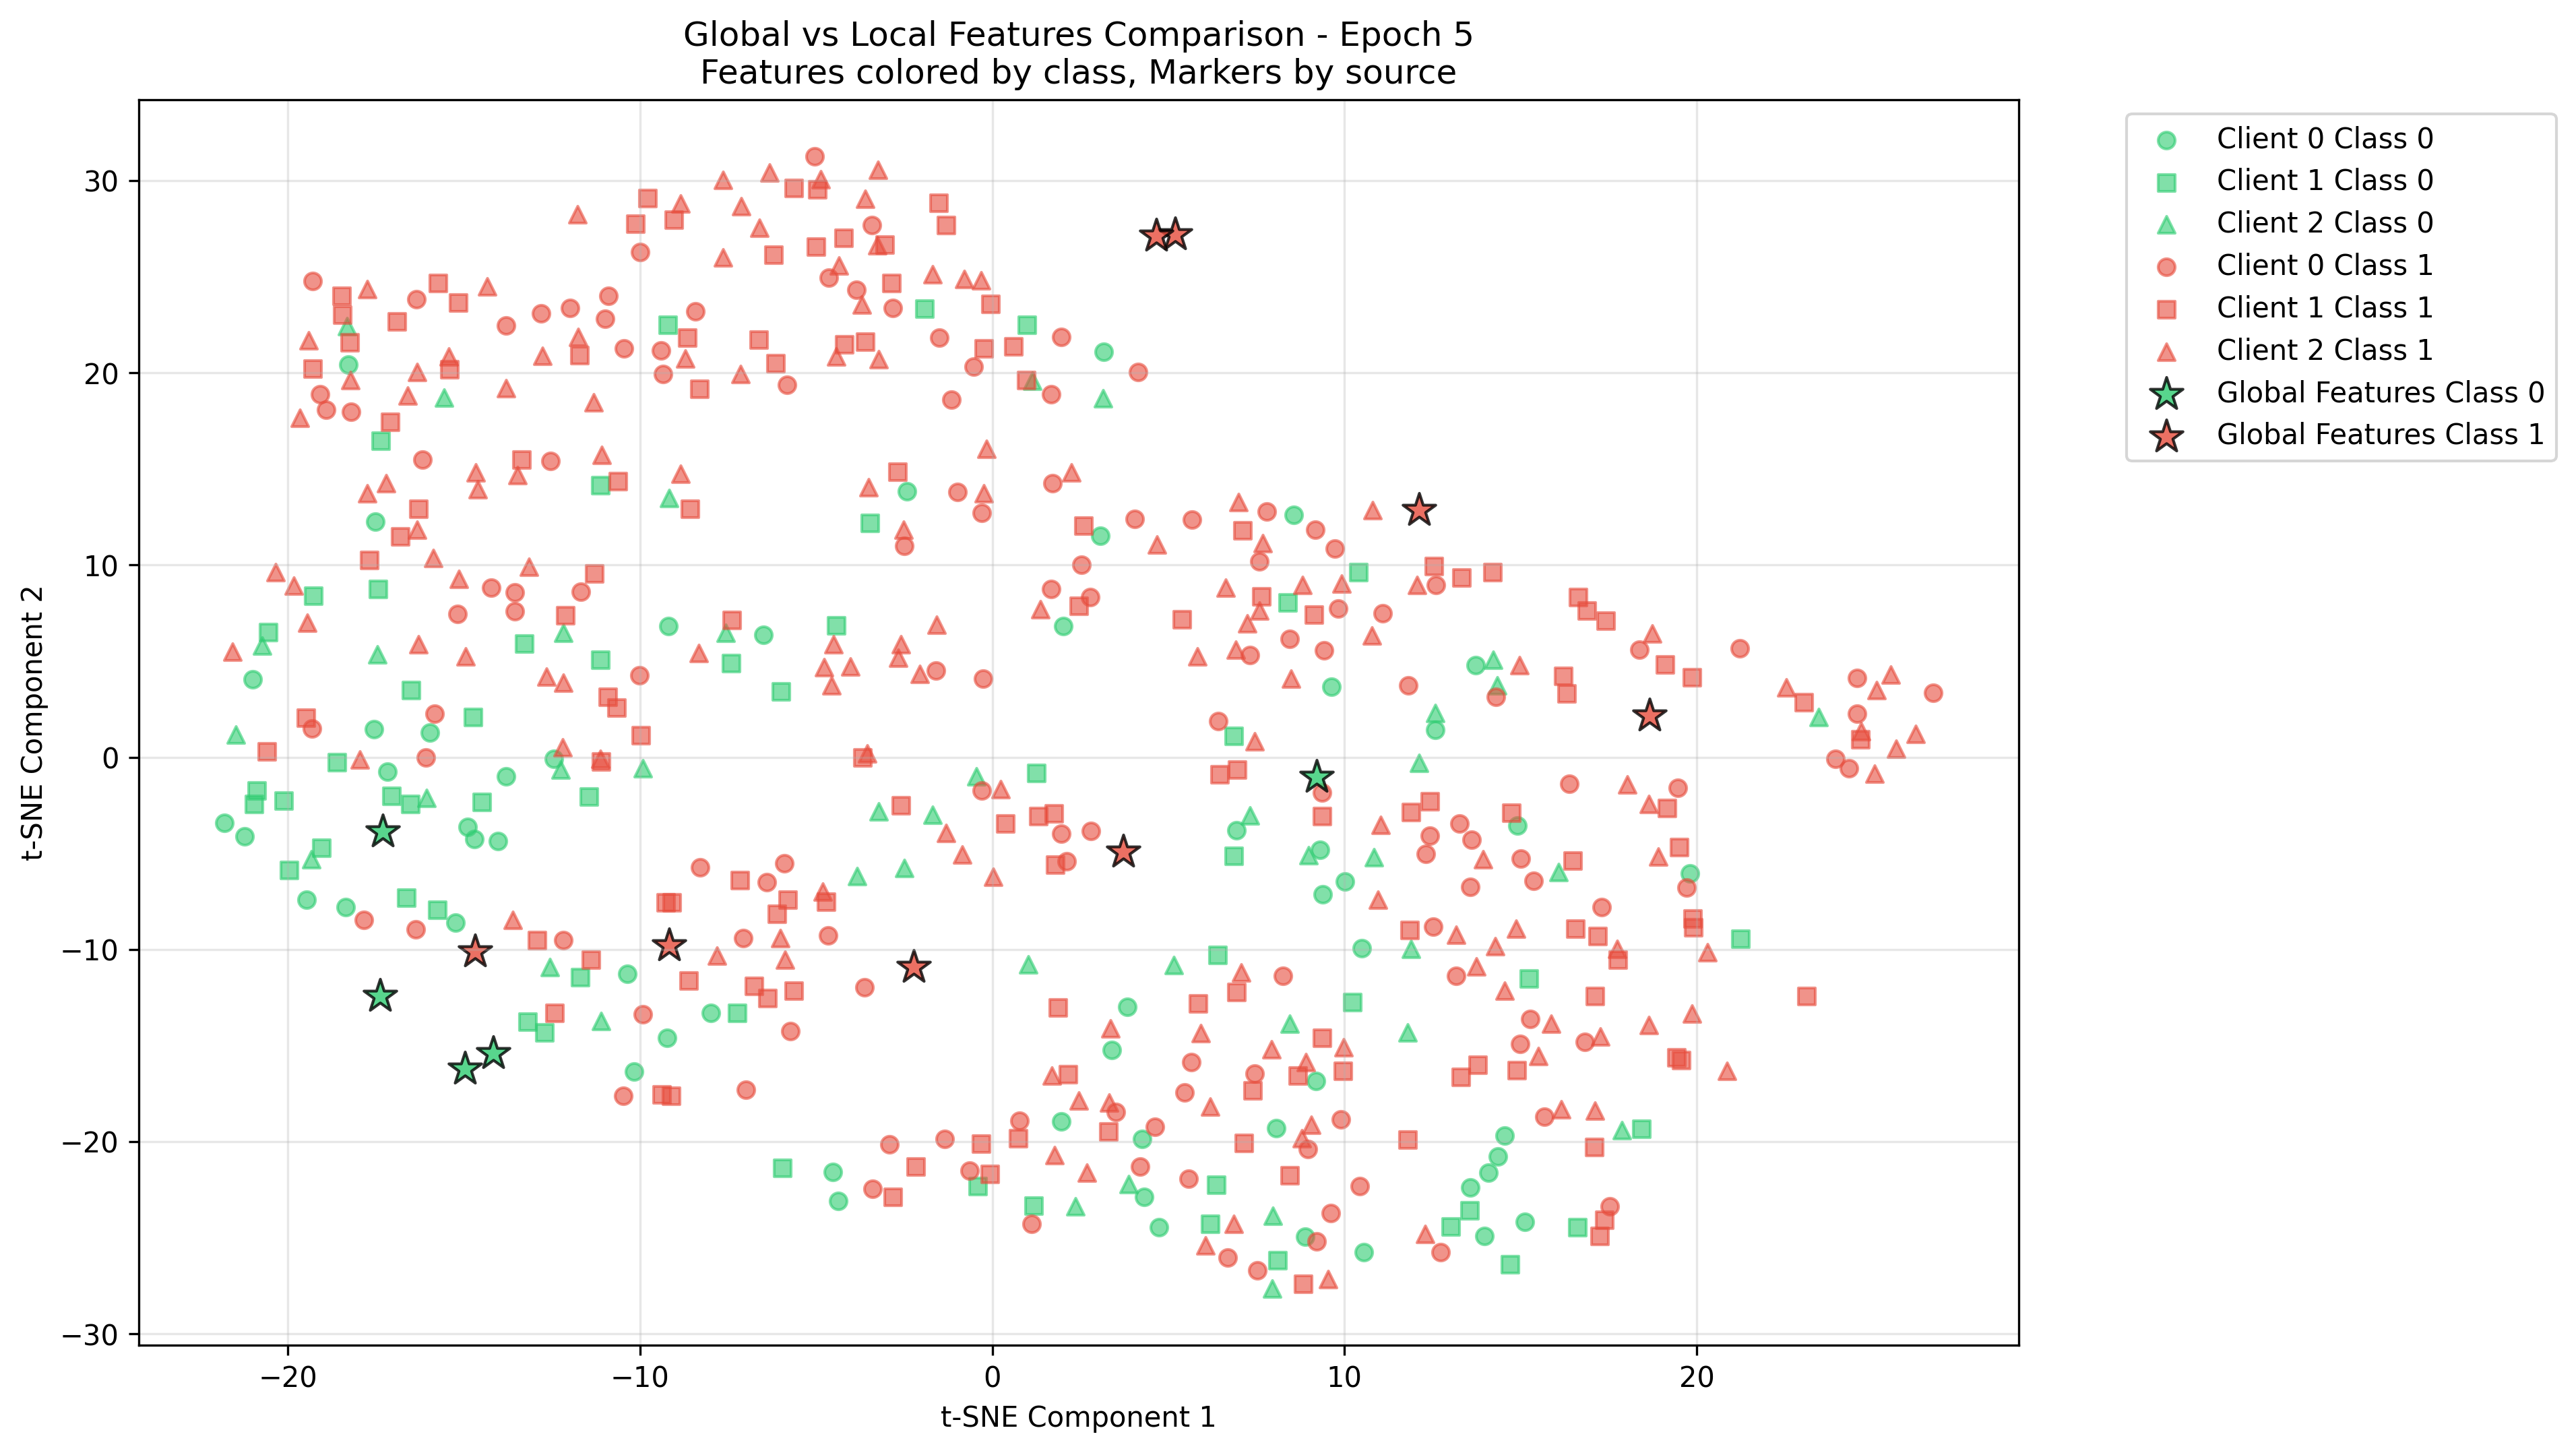 Global vs Local Features Comparison - Epoch 5
Features colored by class, Markers by source
t-SNE Component 2
30
20
10
0
−10
−20
−30
−20
−10
0
10
20
t-SNE Component 1
Client 0 Class 0
Client 1 Class 0
Client 2 Class 0
Client 0 Class 1
Client 1 Class 1
Client 2 Class 1
Global Features Class 0
Global Features Class 1